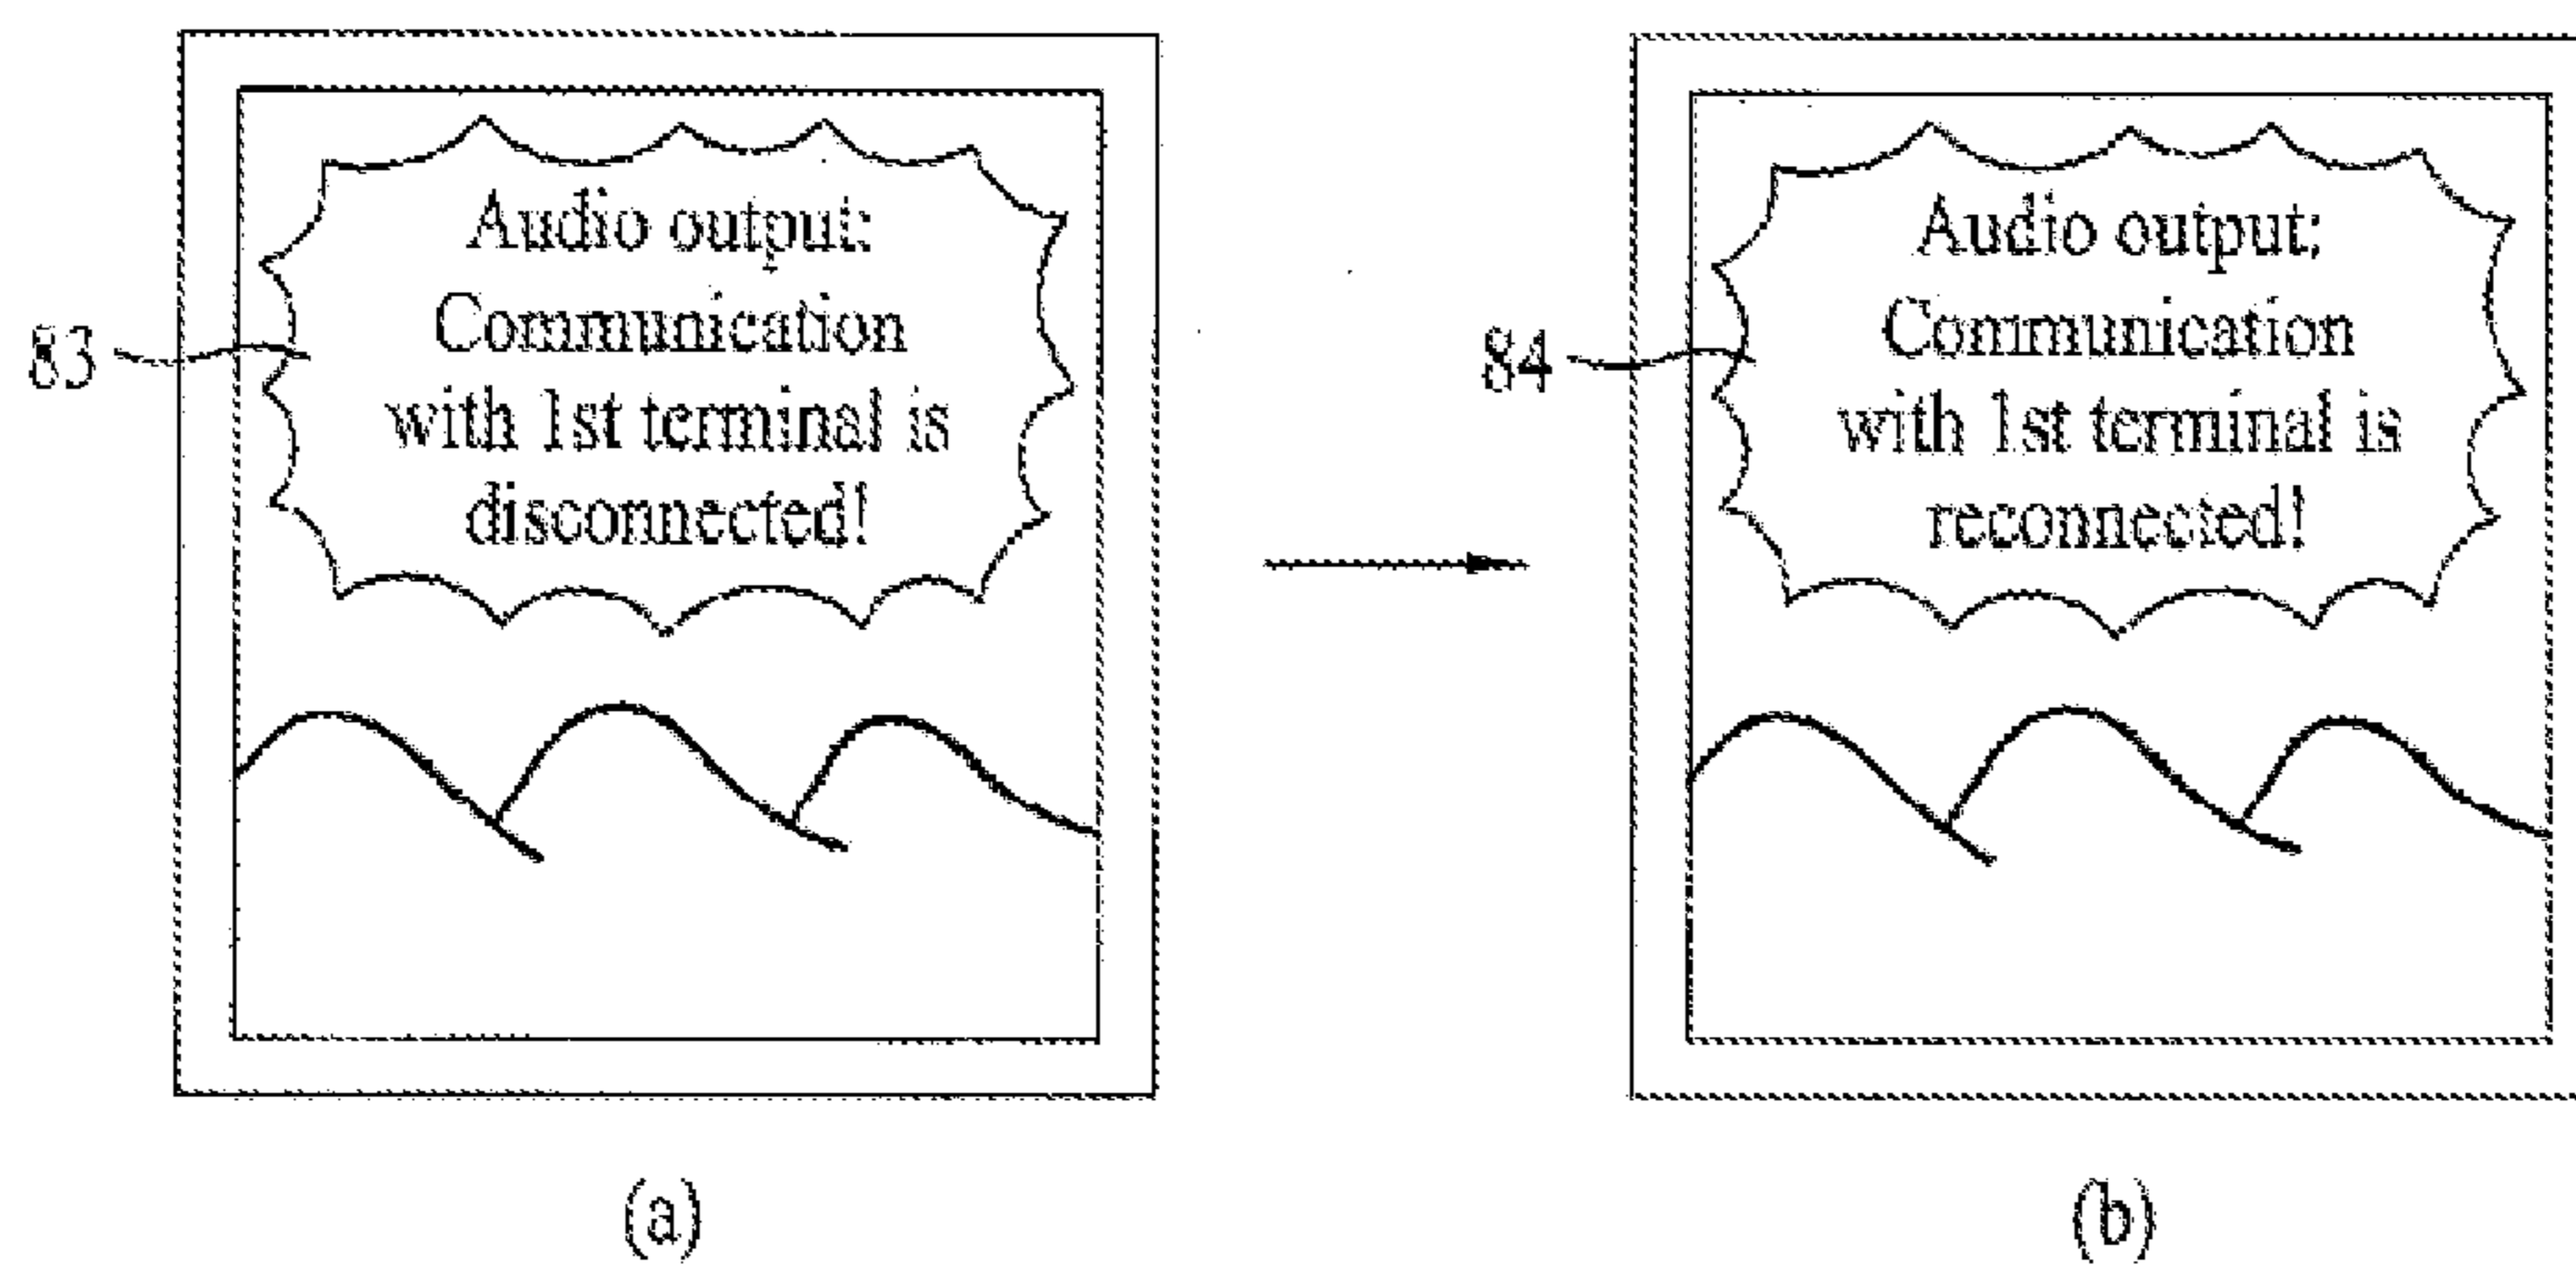 Audio output:
Communication
with 1st terminal is
disconnected!
83
(a)
Audio output:
Communication
with 1st terminal is
reconnected!
84
(b)